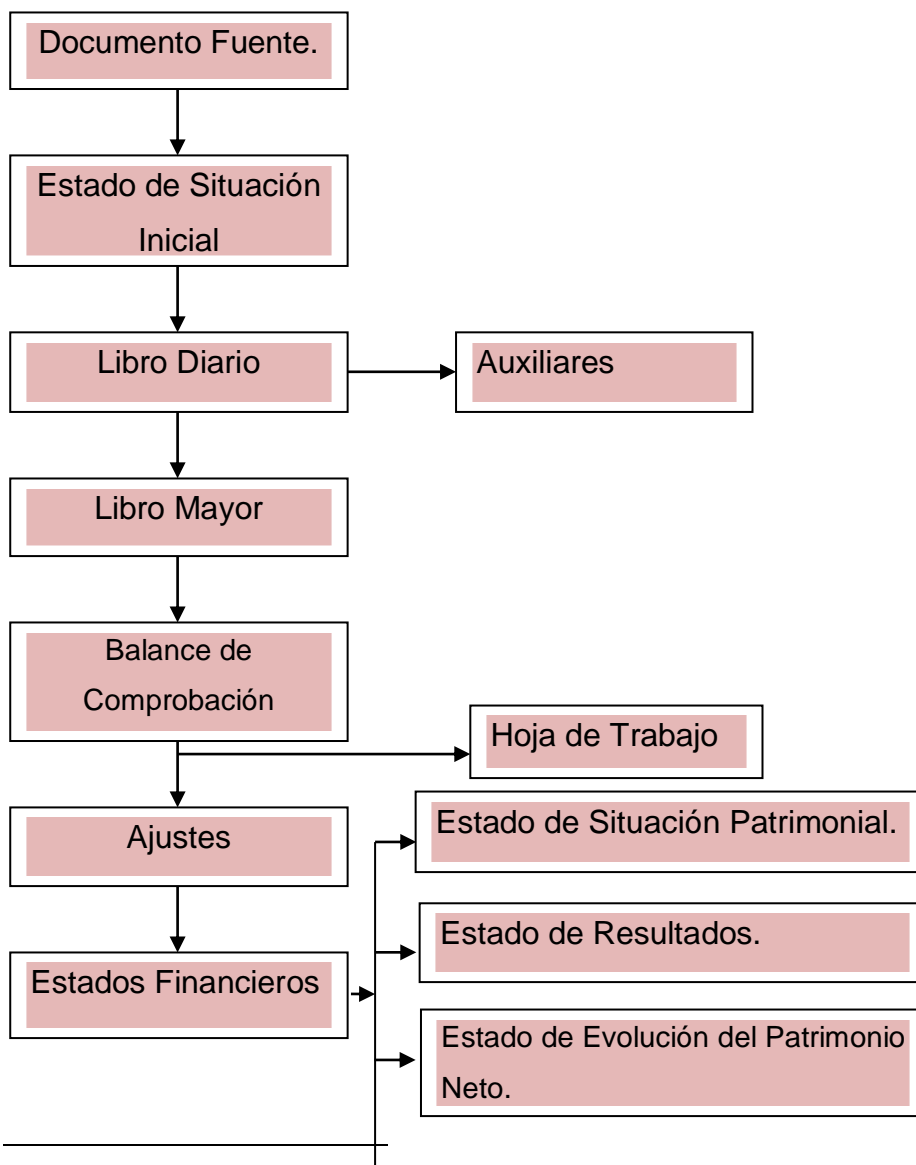 Documento Fuente.
Estado de Situación
Inicial
Libro Diario
Auxiliares
Libro Mayor
Balance de
Comprobación
Hoja de Trabajo
Ajustes
Estado de Situación Patrimonial.
Estado de Resultados.
Estados Financieros
Estado de Evolución del Patrimonio
Neto.